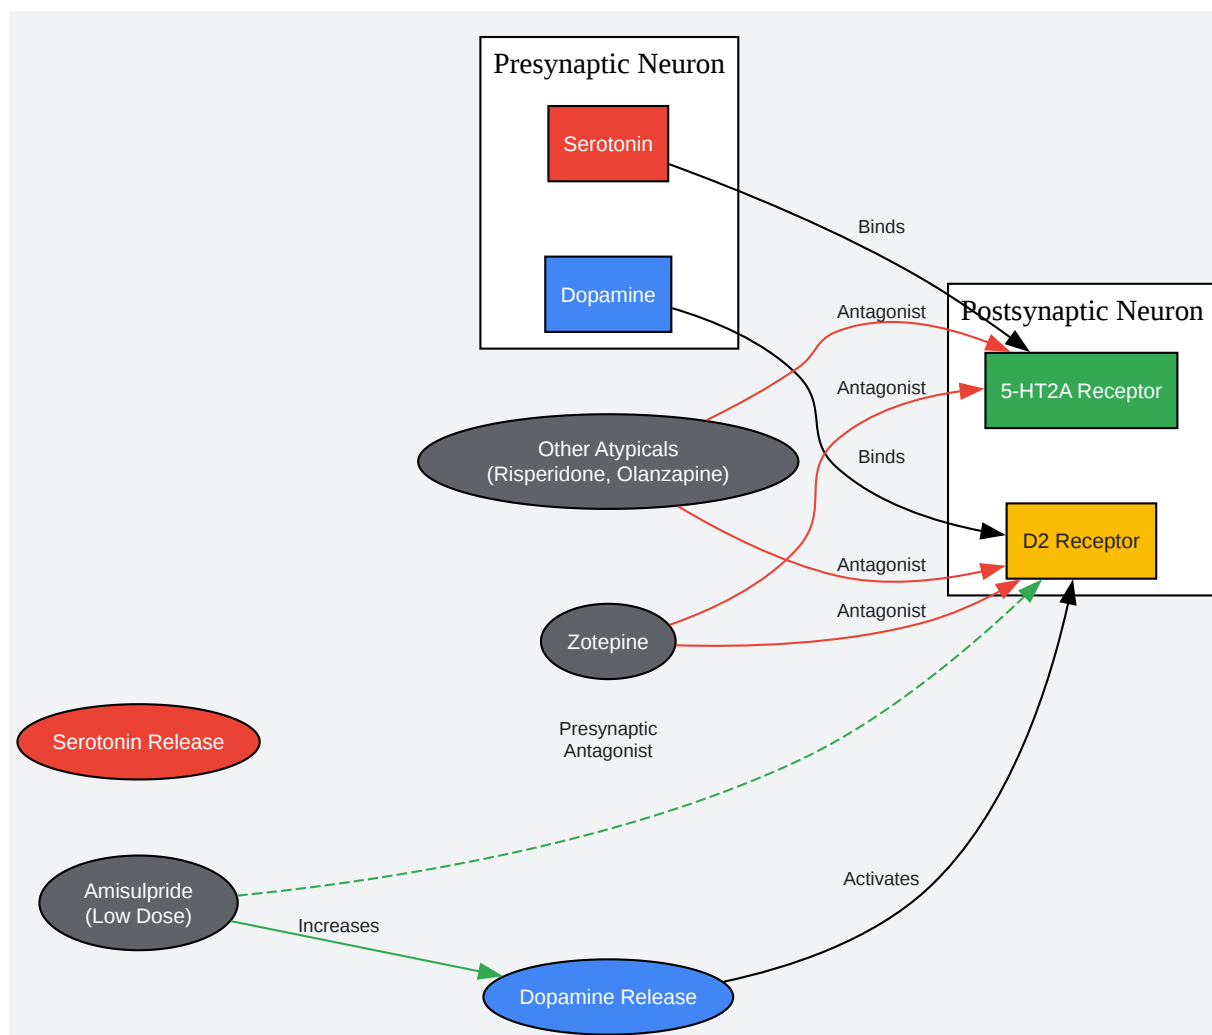 Presynaptic Neuron
Serotonin
Binds
Dopamine
Postsynaptic Neuron
Antagonist
5-HT2A Receptor
Antagonist
Other Atypicals
(Risperidone, Olanzapine)
Binds
D2 Receptor
Antagonist
Antagonist
Zotepine
Presynaptic
Antagonist
Serotonin Release
Amisulpride
(Low Dose)
Activates
Increases
Dopamine Release